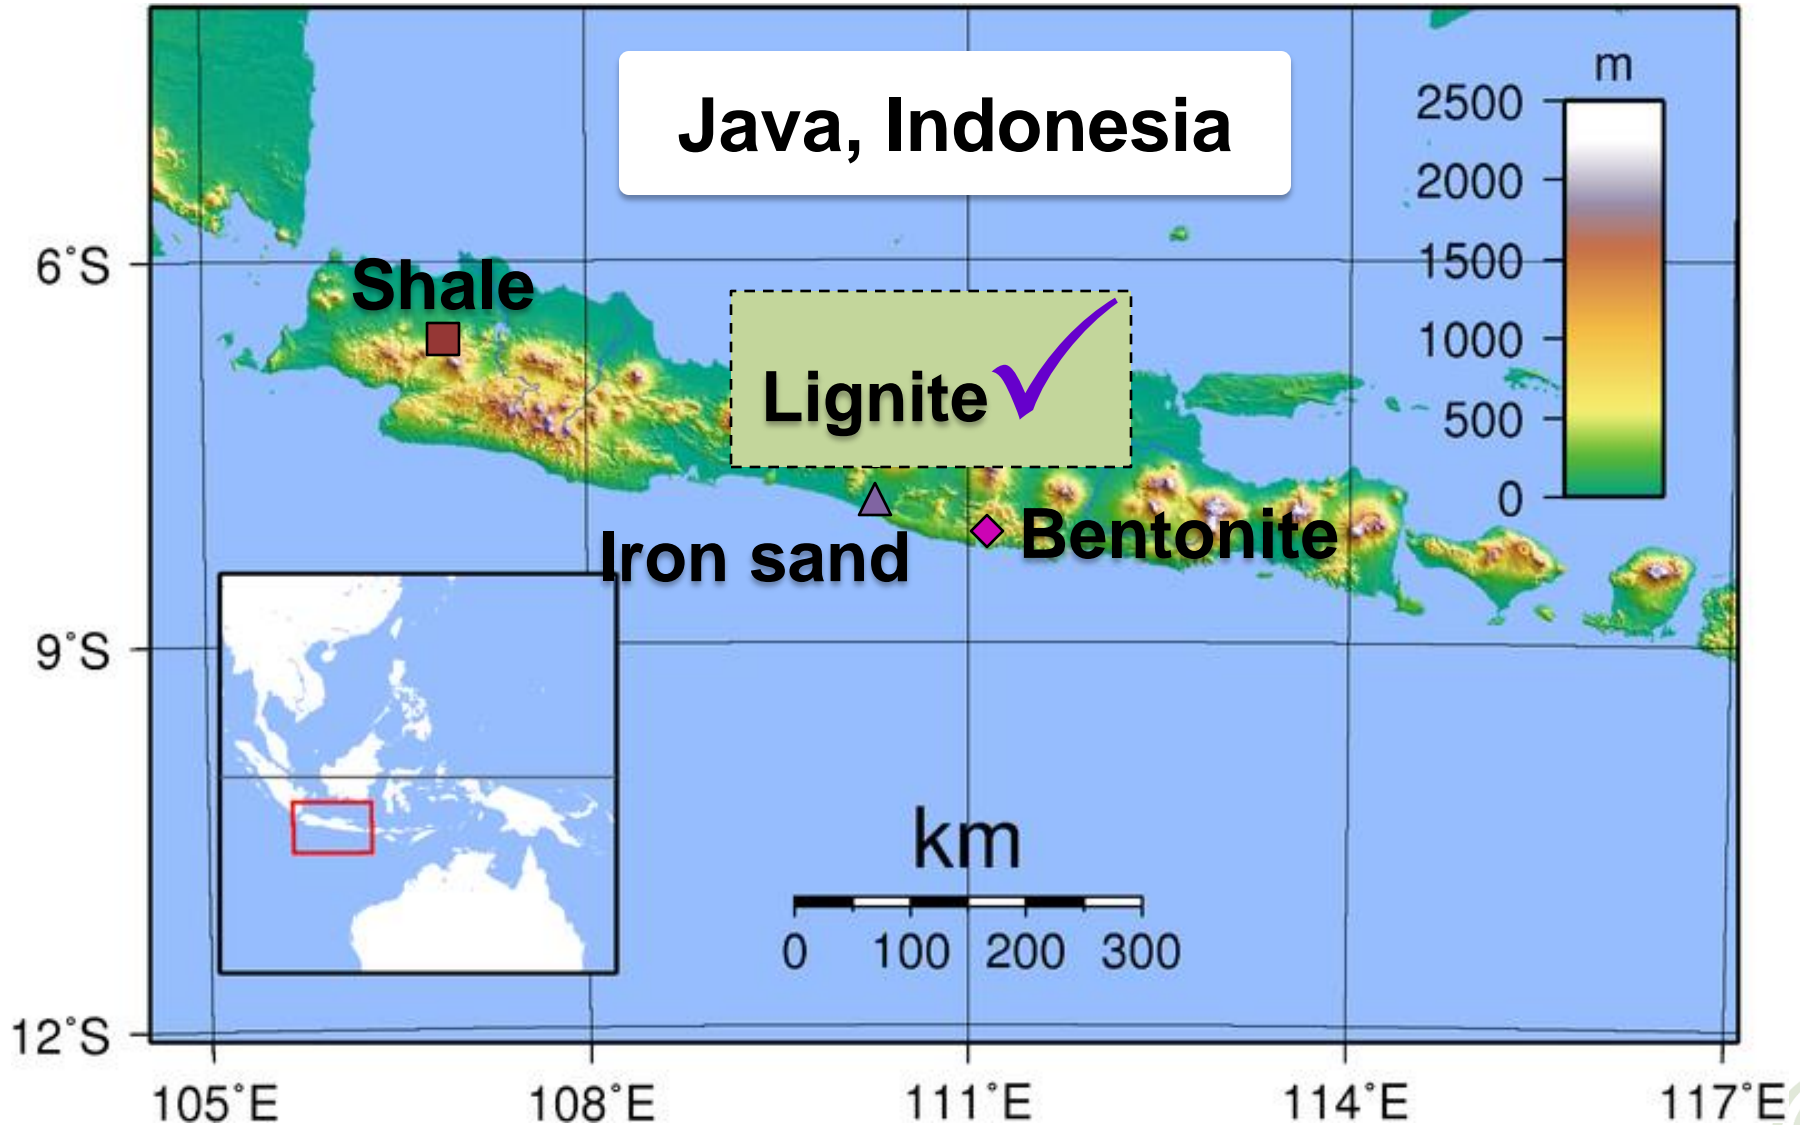 Java, Indonesia
m
2500
2000
1500
1000
500
0
6°S
9°S
12°S
Shale
Lignite
Iron sand
Bentonite
km
0 100 200 300
105°E 108°E 111°E 114°E 117°E